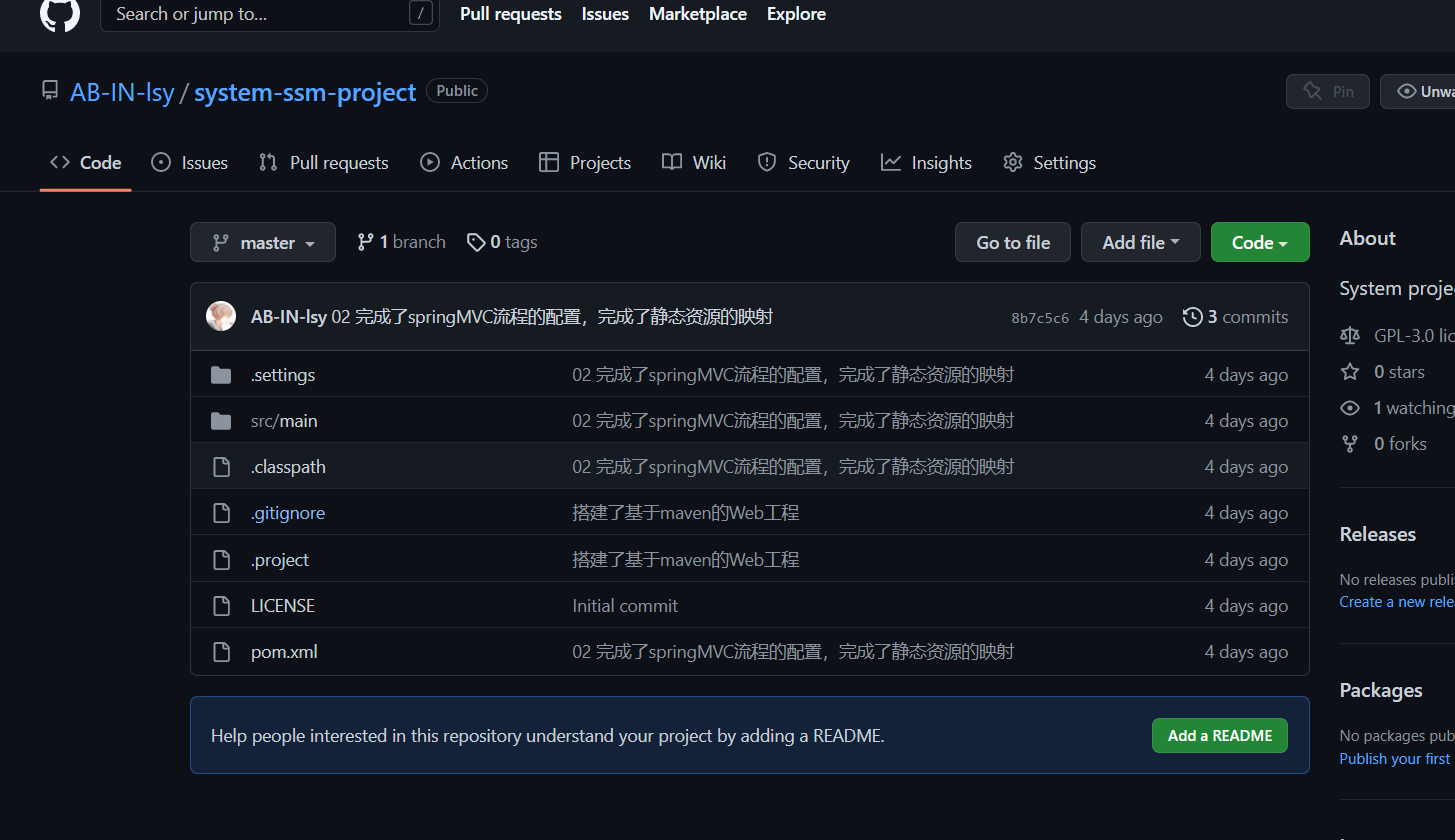 Search or jump to... / Pull requests Issues Marketplace Explore
AB-IN-lsy / system-ssm-project Public Pin Unwa
Code Issues Pull requests Actions Projects Wiki Security Insights Settings
master 1 branch 0 tags Go to file Add file Code
AB-IN-lsy 02 完成了springMVC流程的配置，完成了静态资源的映射 8b7c5c6 4 days ago 3 commits
.settings 02 完成了springMVC流程的配置，完成了静态资源的映射 4 days ago
src/main 02 完成了springMVC流程的配置，完成了静态资源的映射 4 days ago
.classpath 02 完成了springMVC流程的配置，完成了静态资源的映射 4 days ago
.gitignore 搭建了基于maven的Web工程 4 days ago
.project 搭建了基于maven的Web工程 4 days ago
LICENSE Initial commit 4 days ago
pom.xml 02 完成了springMVC流程的配置，完成了静态资源的映射 4 days ago
Help people interested in this repository understand your project by adding a README. Add a README
About
System projec
GPL-3.0 lic
0 stars
1 watching
0 forks
Releases
No releases publis
Create a new relea
Packages
No packages publ
Publish your first